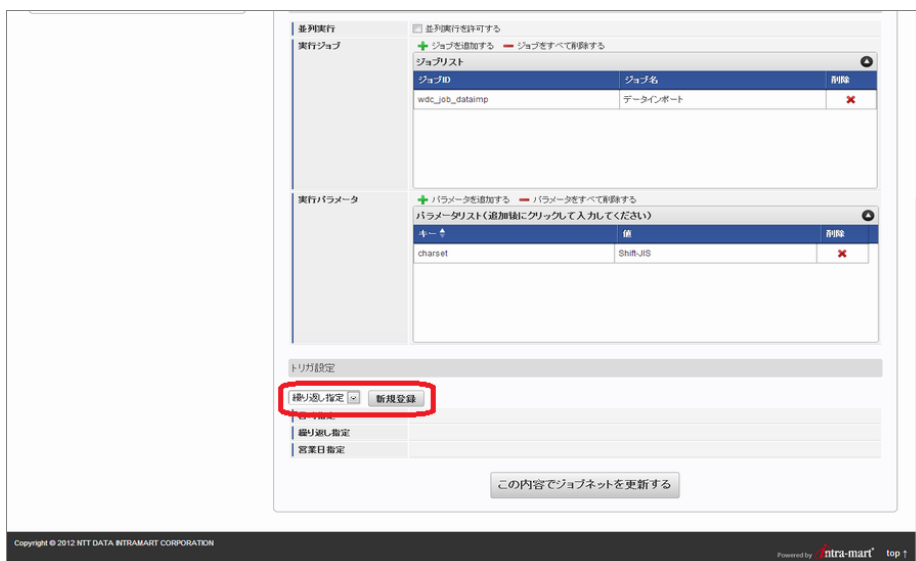 並列実行 並列実行を許可する
実行ジョブ ジョブを追加する ジョブをすべて削除する
ジョブリスト
ジョブID ジョブ名 削除
wdc_job_dataimp データインポート
実行パラメータ パラメータを追加する パラメータをすべて削除する
パラメータリスト(追加後にクリックして入力してください)
キー 値 削除
charset Shift-JIS
トリガ設定
繰り返し指定 新規登録
繰り返し指定
営業日指定
この内容でジョブネットを更新する
Copyright © 2012 NTT DATA INTRAMART CORPORATION
Powered by intra-mart top ↑